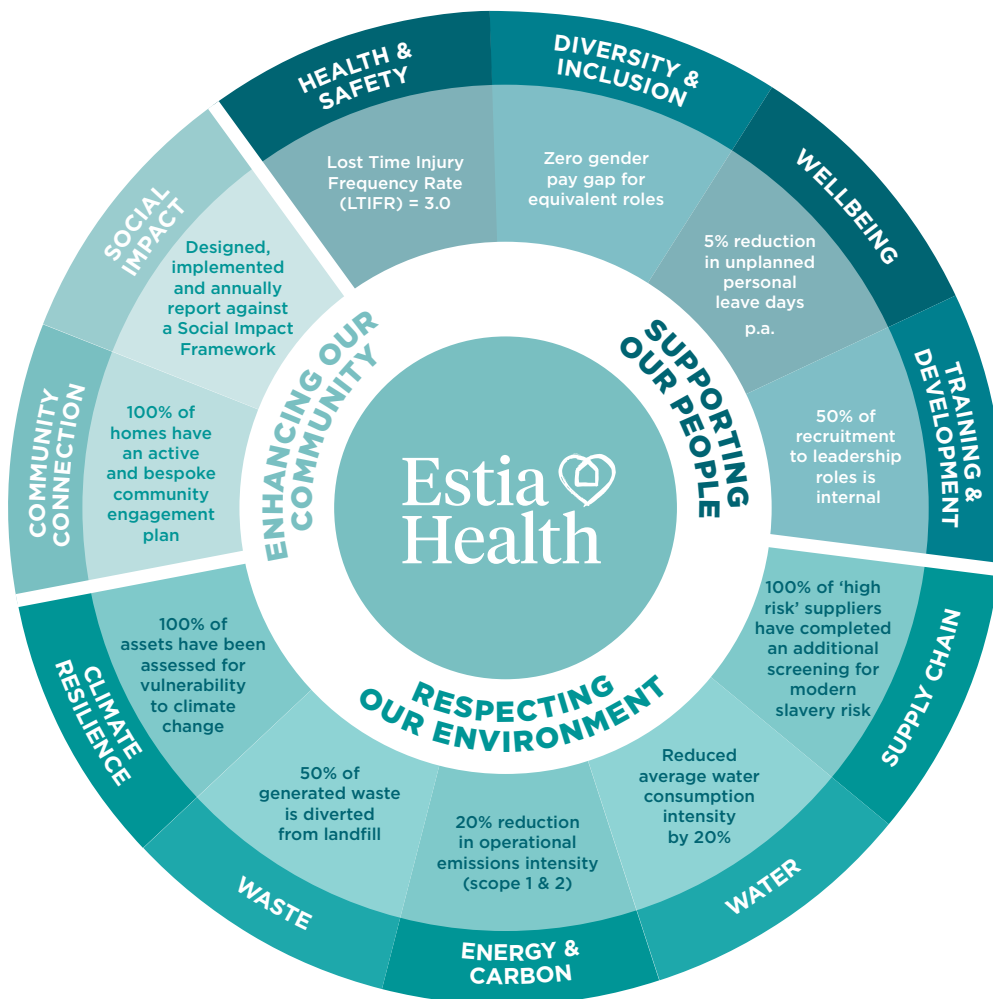 HEALTH &
SAFETY
Lost Time Injury
Frequency Rate
(LTIFR) = 3.0
DIVERSITY &
INCLUSION
Zero gender
pay gap for
equivalent roles
WELLBEING
5% reduction
in unplanned
personal
leave days
p.a.
TRAINING &
DEVELOPMENT
50% of
recruitment
to leadership
roles is
internal
SUPPORTING
OUR PEOPLE
SUPPLY CHAIN
100% of ‘high
risk’ suppliers
have completed
an additional
screening for
modern
slavery risk
WATER
Reduced
average water
consumption
intensity
by 20%
ENERGY &
CARBON
20% reduction
in operational
emissions intensity
(scope 1 & 2)
WASTE
50% of
generated waste
is diverted
from landfill
CLIMATE
RESILIENCE
100% of
assets have been
assessed for
vulnerability
to climate
change
RESPECTING
OUR ENVIRONMENT
COMMUNITY
CONNECTION
100% of
homes have
an active
and bespoke
community
engagement
plan
SOCIAL
IMPACT
Designed,
implemented
and annually
report against
a Social Impact
Framework
ENHANCING OUR
COMMUNITY
Estia
Health